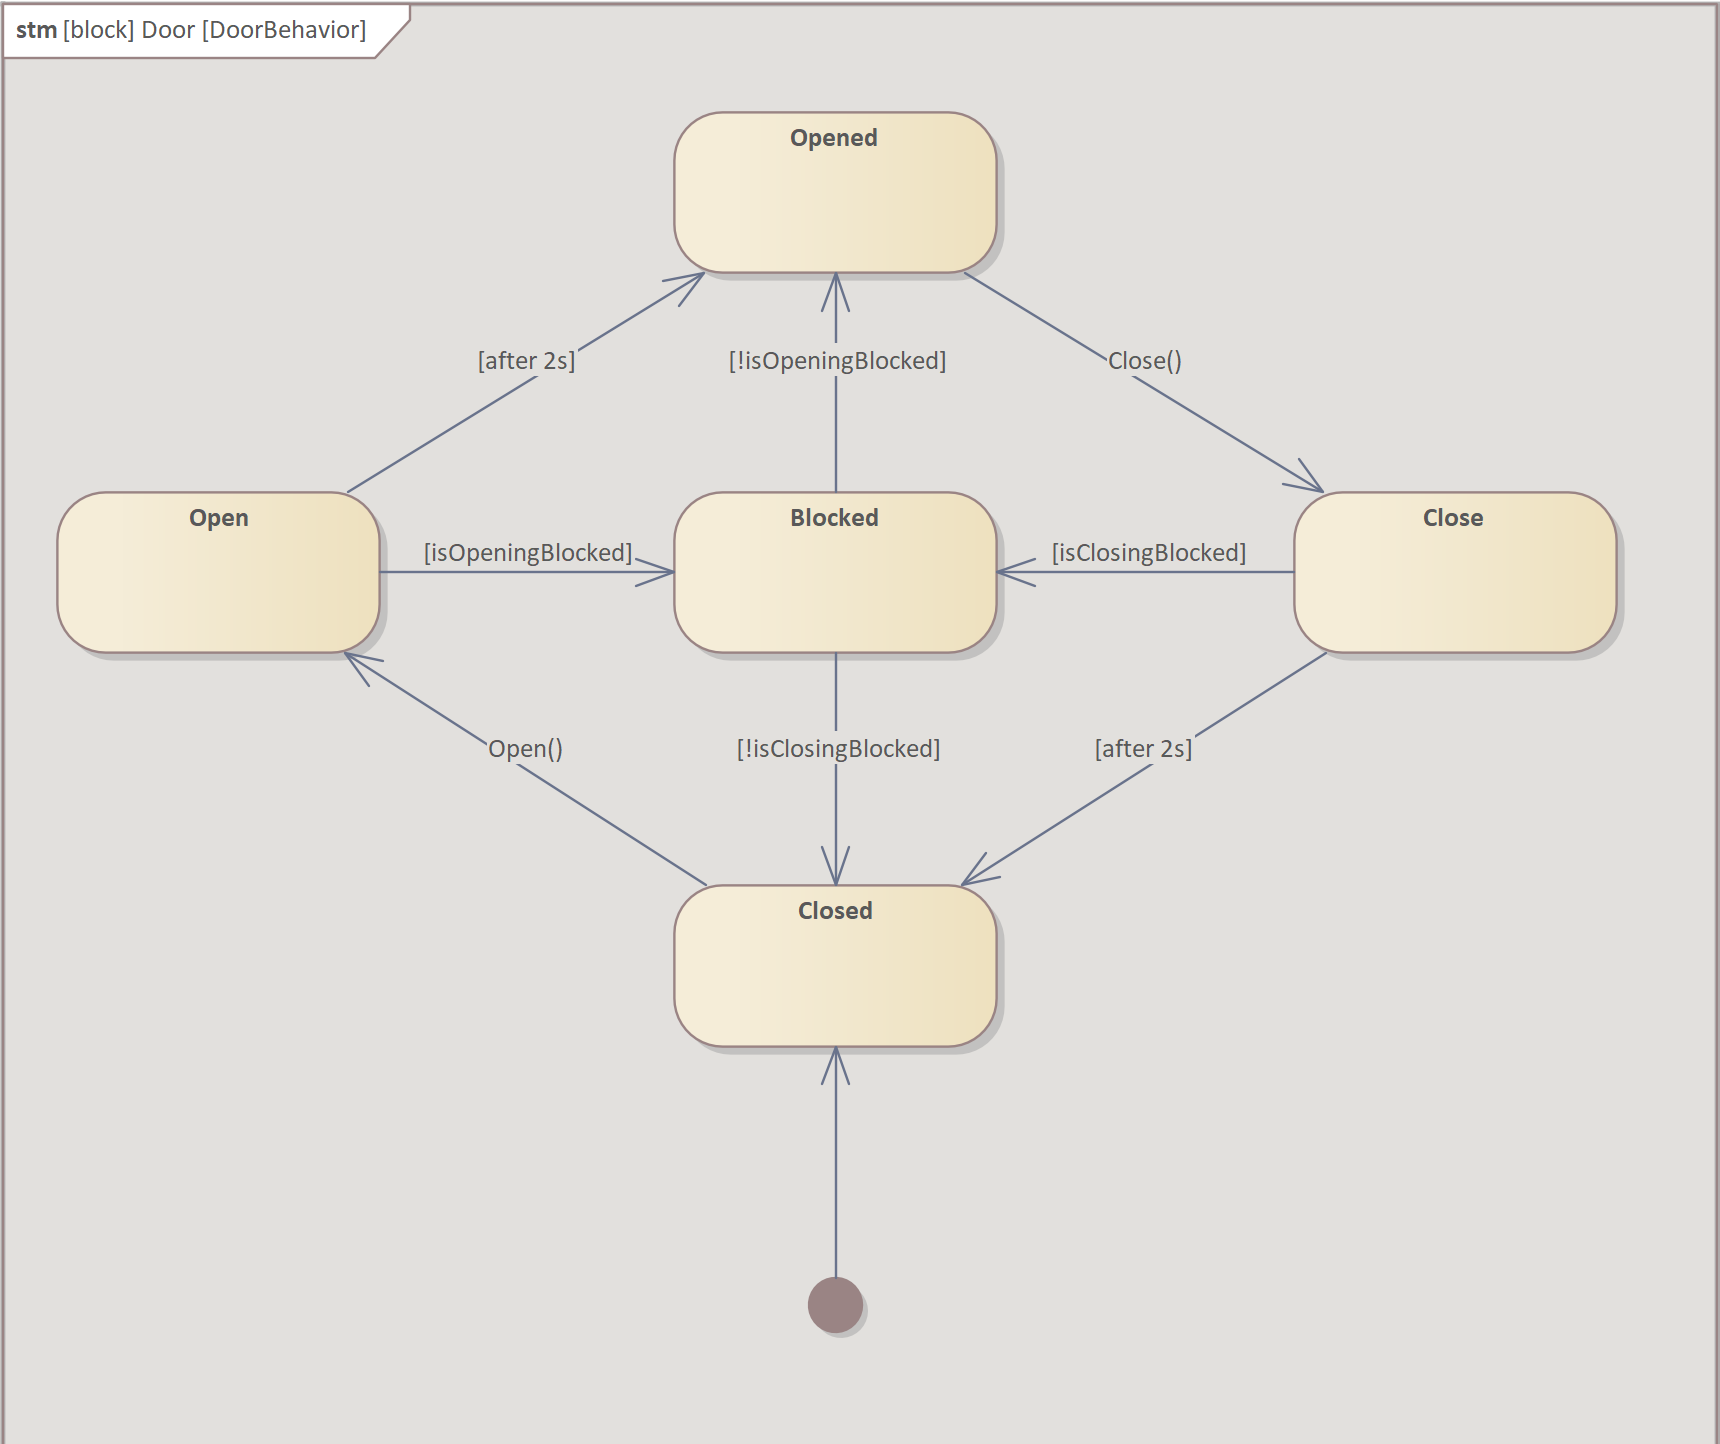 stm [block] Door [DoorBehavior]
Opened
[after 2s]
[!isOpeningBlocked]
Close()
Open
Blocked
Close
[isOpeningBlocked]
[isClosingBlocked]
Open()
[!isClosingBlocked]
[after 2s]
Closed